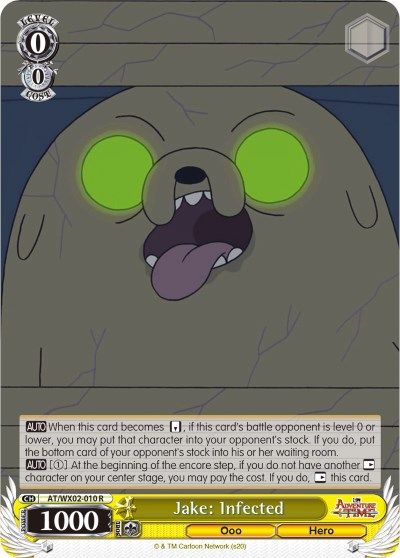 LEVEL
0
0
COST
AUTO When this card becomes, if this card's battle opponent is level 0 or
lower, you may put that character into your opponent's stock. If you do, put
the bottom card of your opponent's stock into his or her waiting room.
AUTO [①] At the beginning of the encore step, if you do not have another
character on your center stage, you may pay the cost. If you do, this card.
CH AT/WX02-010 R
POWER 1000 SOUL
Jake: Infected
Ooo Hero
ADVENTURE TIME
© & TM Cartoon Network (s20)